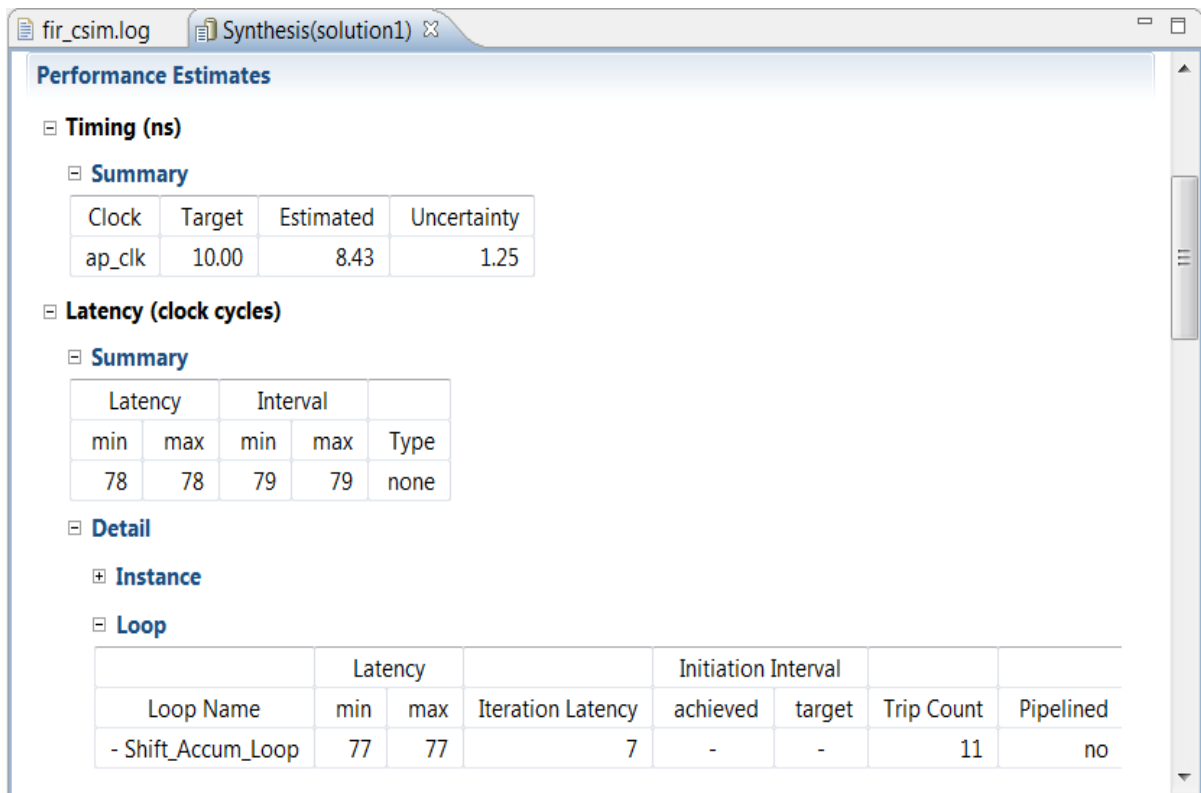 fir_csim.log Synthesis(solution1)
Performance Estimates
Timing (ns)
Summary
Clock Target Estimated Uncertainty
ap_clk 10.00 8.43 1.25
Latency (clock cycles)
Summary
Latency Interval
min max min max Type
78 78 79 79 none
Detail
Instance
Loop
Latency Initiation Interval
Loop Name min max Iteration Latency achieved target Trip Count Pipelined
- Shift_Accum_Loop 77 77 7 - - 11 no